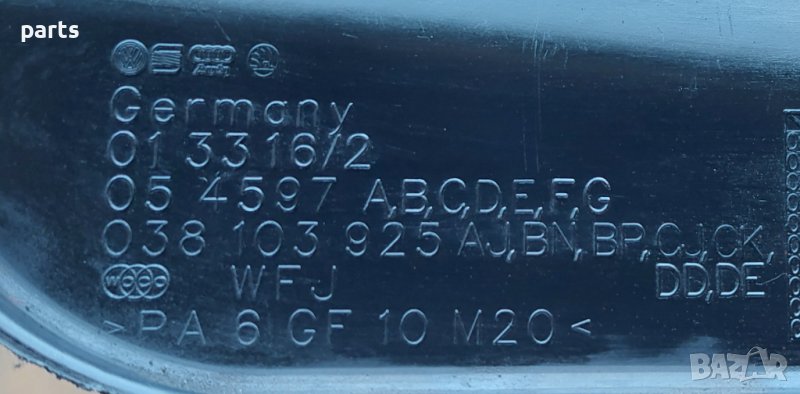 parts
Germany
01 3316/2
05 4597 A,B,C,D,E,F,G
038 103 925 AJ,BN,BP,CJ,CK,
DD,DE
WFJ
>PA 6 GF 10 M20<
BAZAR